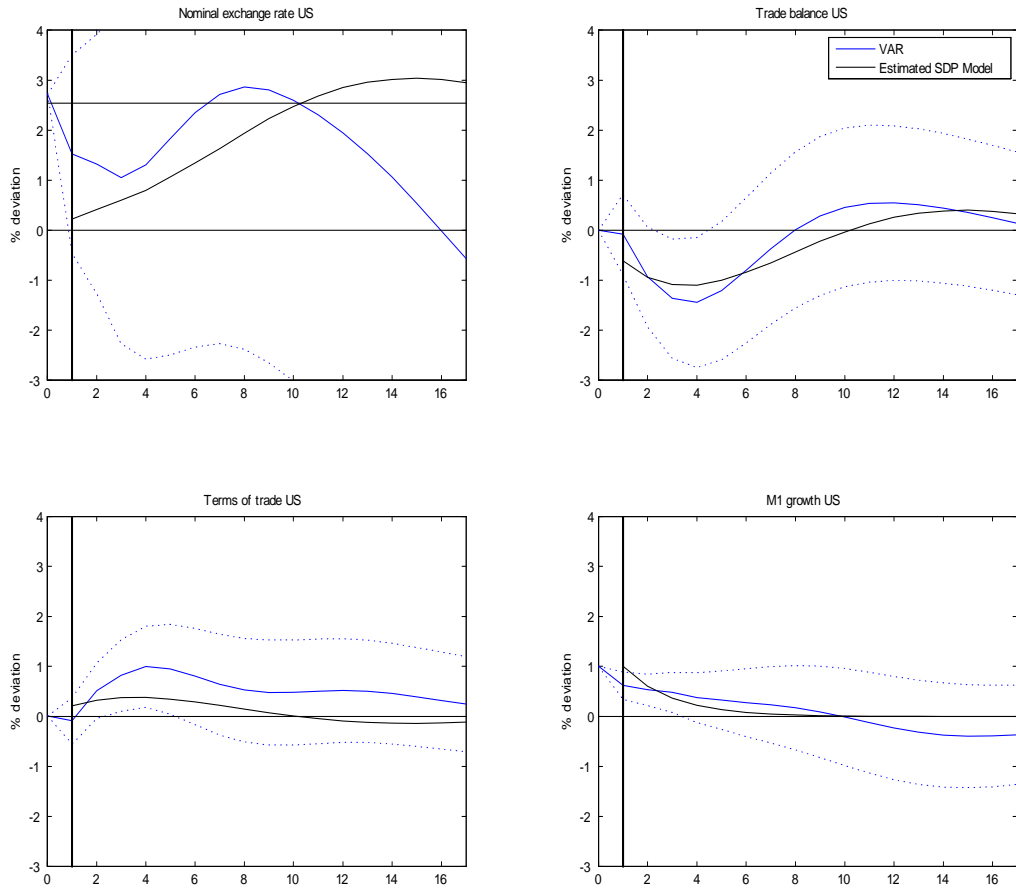 Nominal exchange rate US
4
3
2
1
0
-1
-2
-3
% deviation
0 2 4 6 8 10 12 14 16
Trade balance US
VAR
Estimated SDP Model
4
3
2
1
0
-1
-2
-3
% deviation
0 2 4 6 8 10 12 14 16
Terms of trade US
4
3
2
1
0
-1
-2
-3
% deviation
0 2 4 6 8 10 12 14 16
M1 growth US
4
3
2
1
0
-1
-2
-3
% deviation
0 2 4 6 8 10 12 14 16